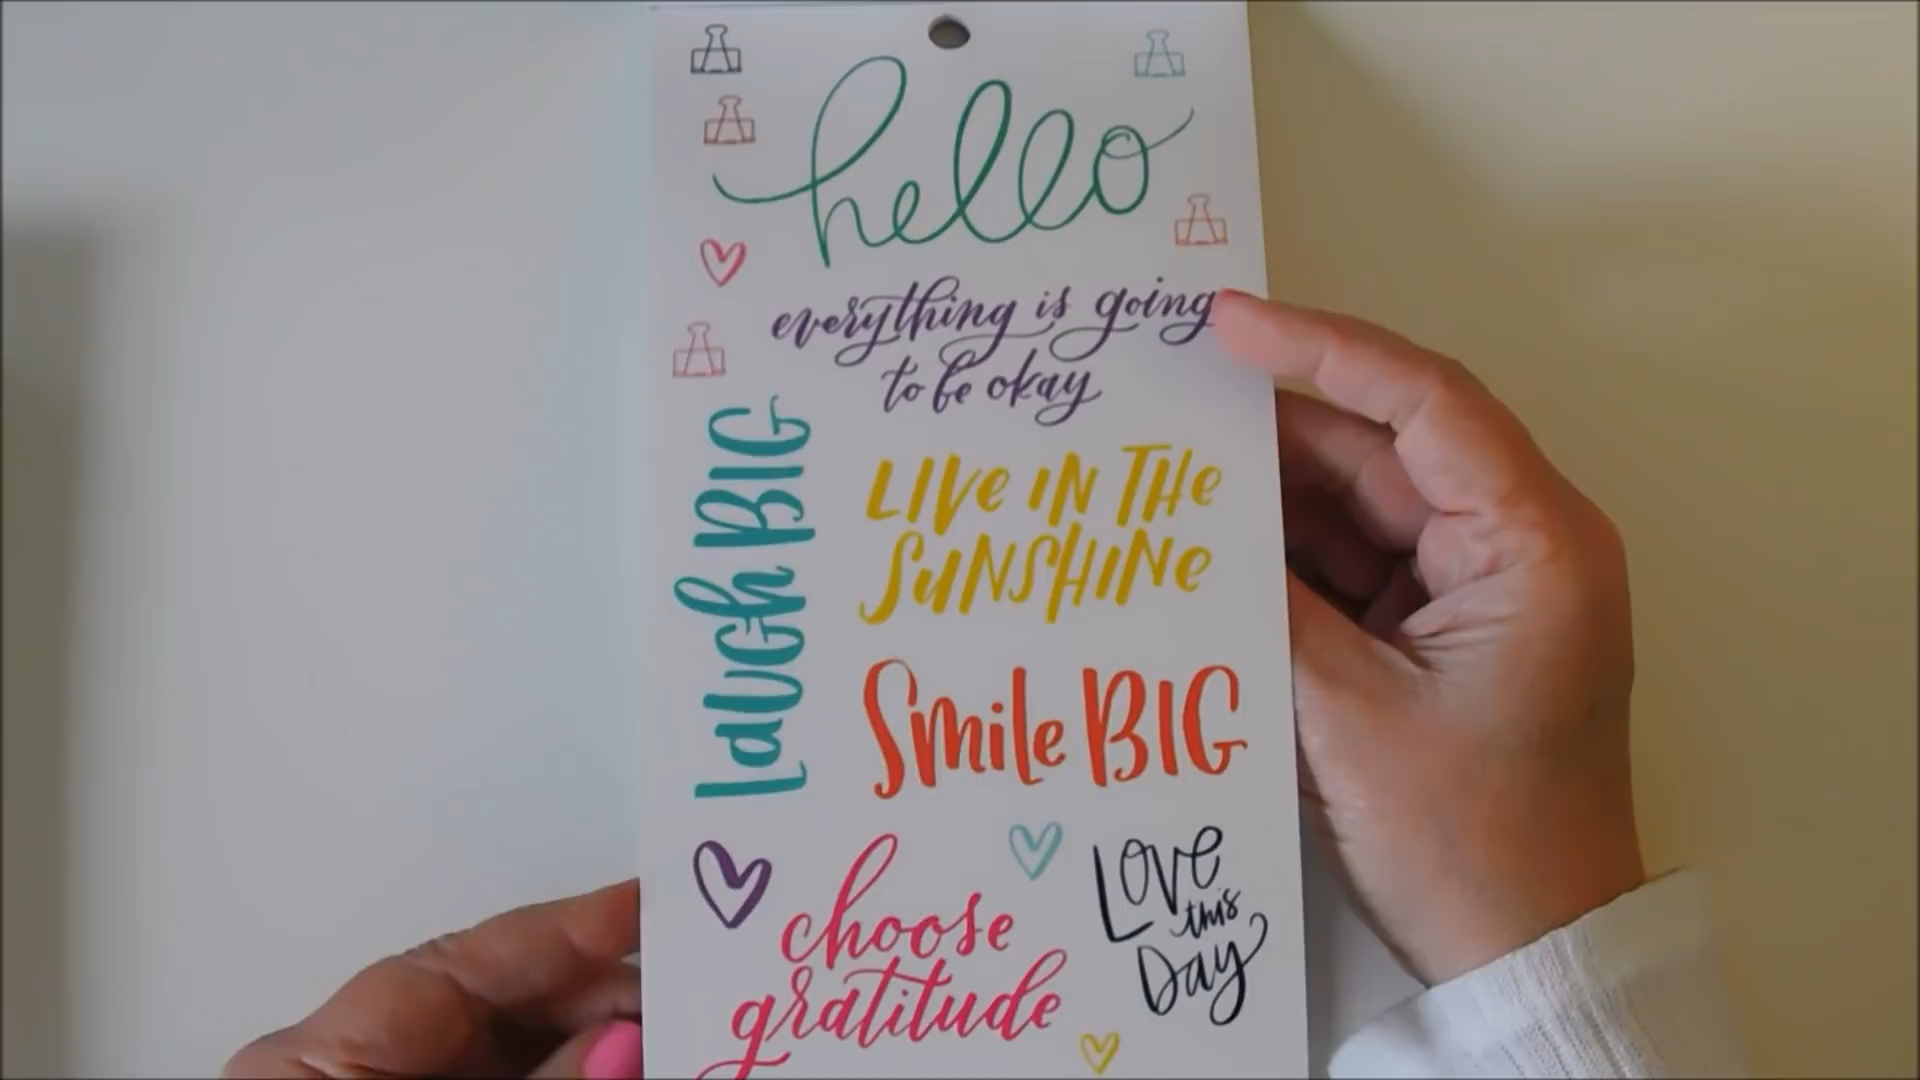 hello
everything is going
to be okay
Laugh BIG
LIVe IN THe
SuNSHINe
Smile BIG
choose
gratitude
Love
this
Day